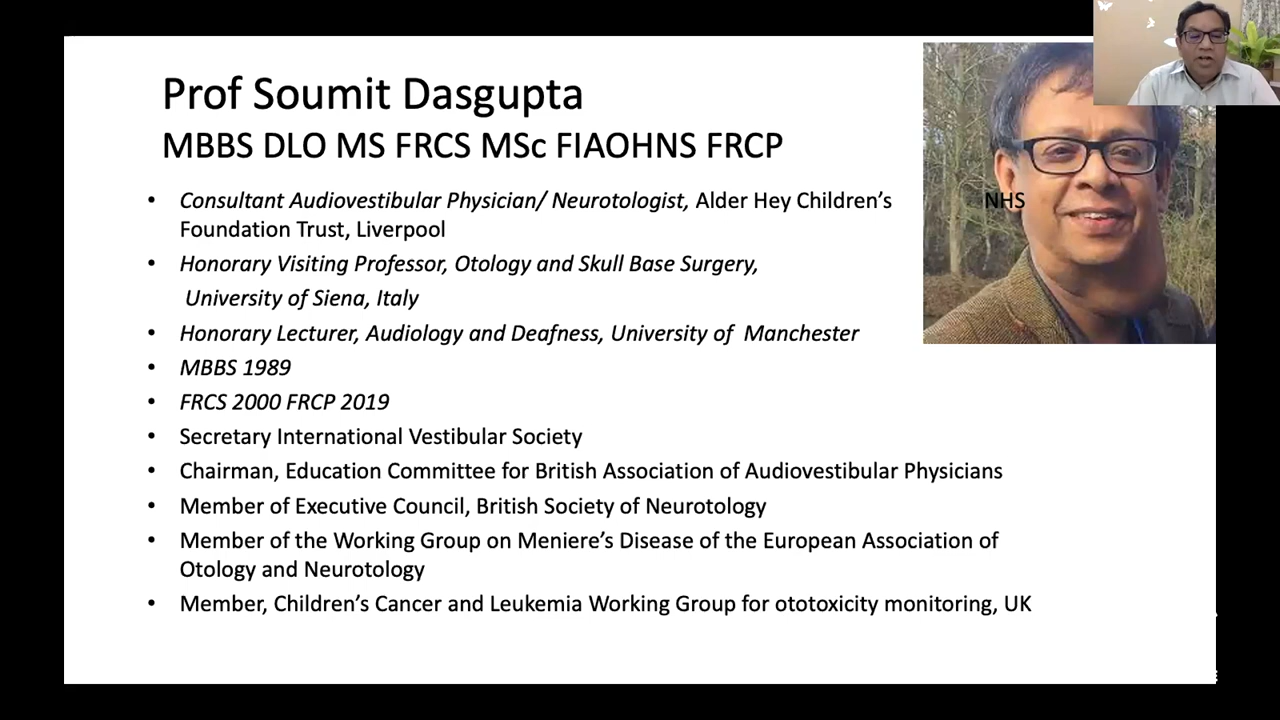 Prof Soumit Dasgupta
MBBS DLO MS FRCS MSc FIAOHNS FRCP
• Consultant Audiovestibular Physician/ Neurotologist, Alder Hey Children’s NHS
Foundation Trust, Liverpool
• Honorary Visiting Professor, Otology and Skull Base Surgery,
University of Siena, Italy
• Honorary Lecturer, Audiology and Deafness, University of Manchester
• MBBS 1989
• FRCS 2000 FRCP 2019
• Secretary International Vestibular Society
• Chairman, Education Committee for British Association of Audiovestibular Physicians
• Member of Executive Council, British Society of Neurotology
• Member of the Working Group on Meniere’s Disease of the European Association of
Otology and Neurotology
• Member, Children’s Cancer and Leukemia Working Group for ototoxicity monitoring, UK